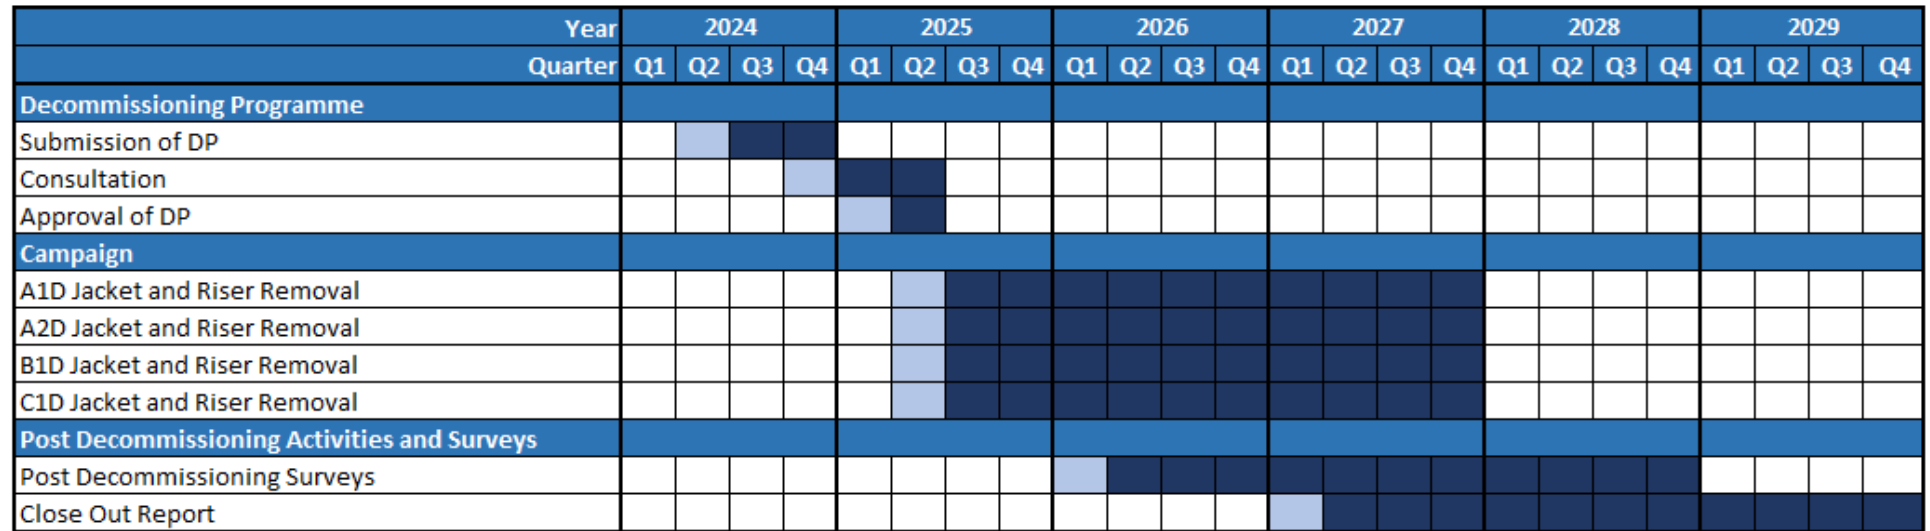 Year 2024 2025 2026 2027 2028 2029
Quarter Q1 Q2 Q3 Q4 Q1 Q2 Q3 Q4 Q1 Q2 Q3 Q4 Q1 Q2 Q3 Q4 Q1 Q2 Q3 Q4 Q1 Q2 Q3 Q4
Decommissioning Programme
Submission of DP
Consultation
Approval of DP
Campaign
A1D Jacket and Riser Removal
A2D Jacket and Riser Removal
B1D Jacket and Riser Removal
C1D Jacket and Riser Removal
Post Decommissioning Activities and Surveys
Post Decommissioning Surveys
Close Out Report